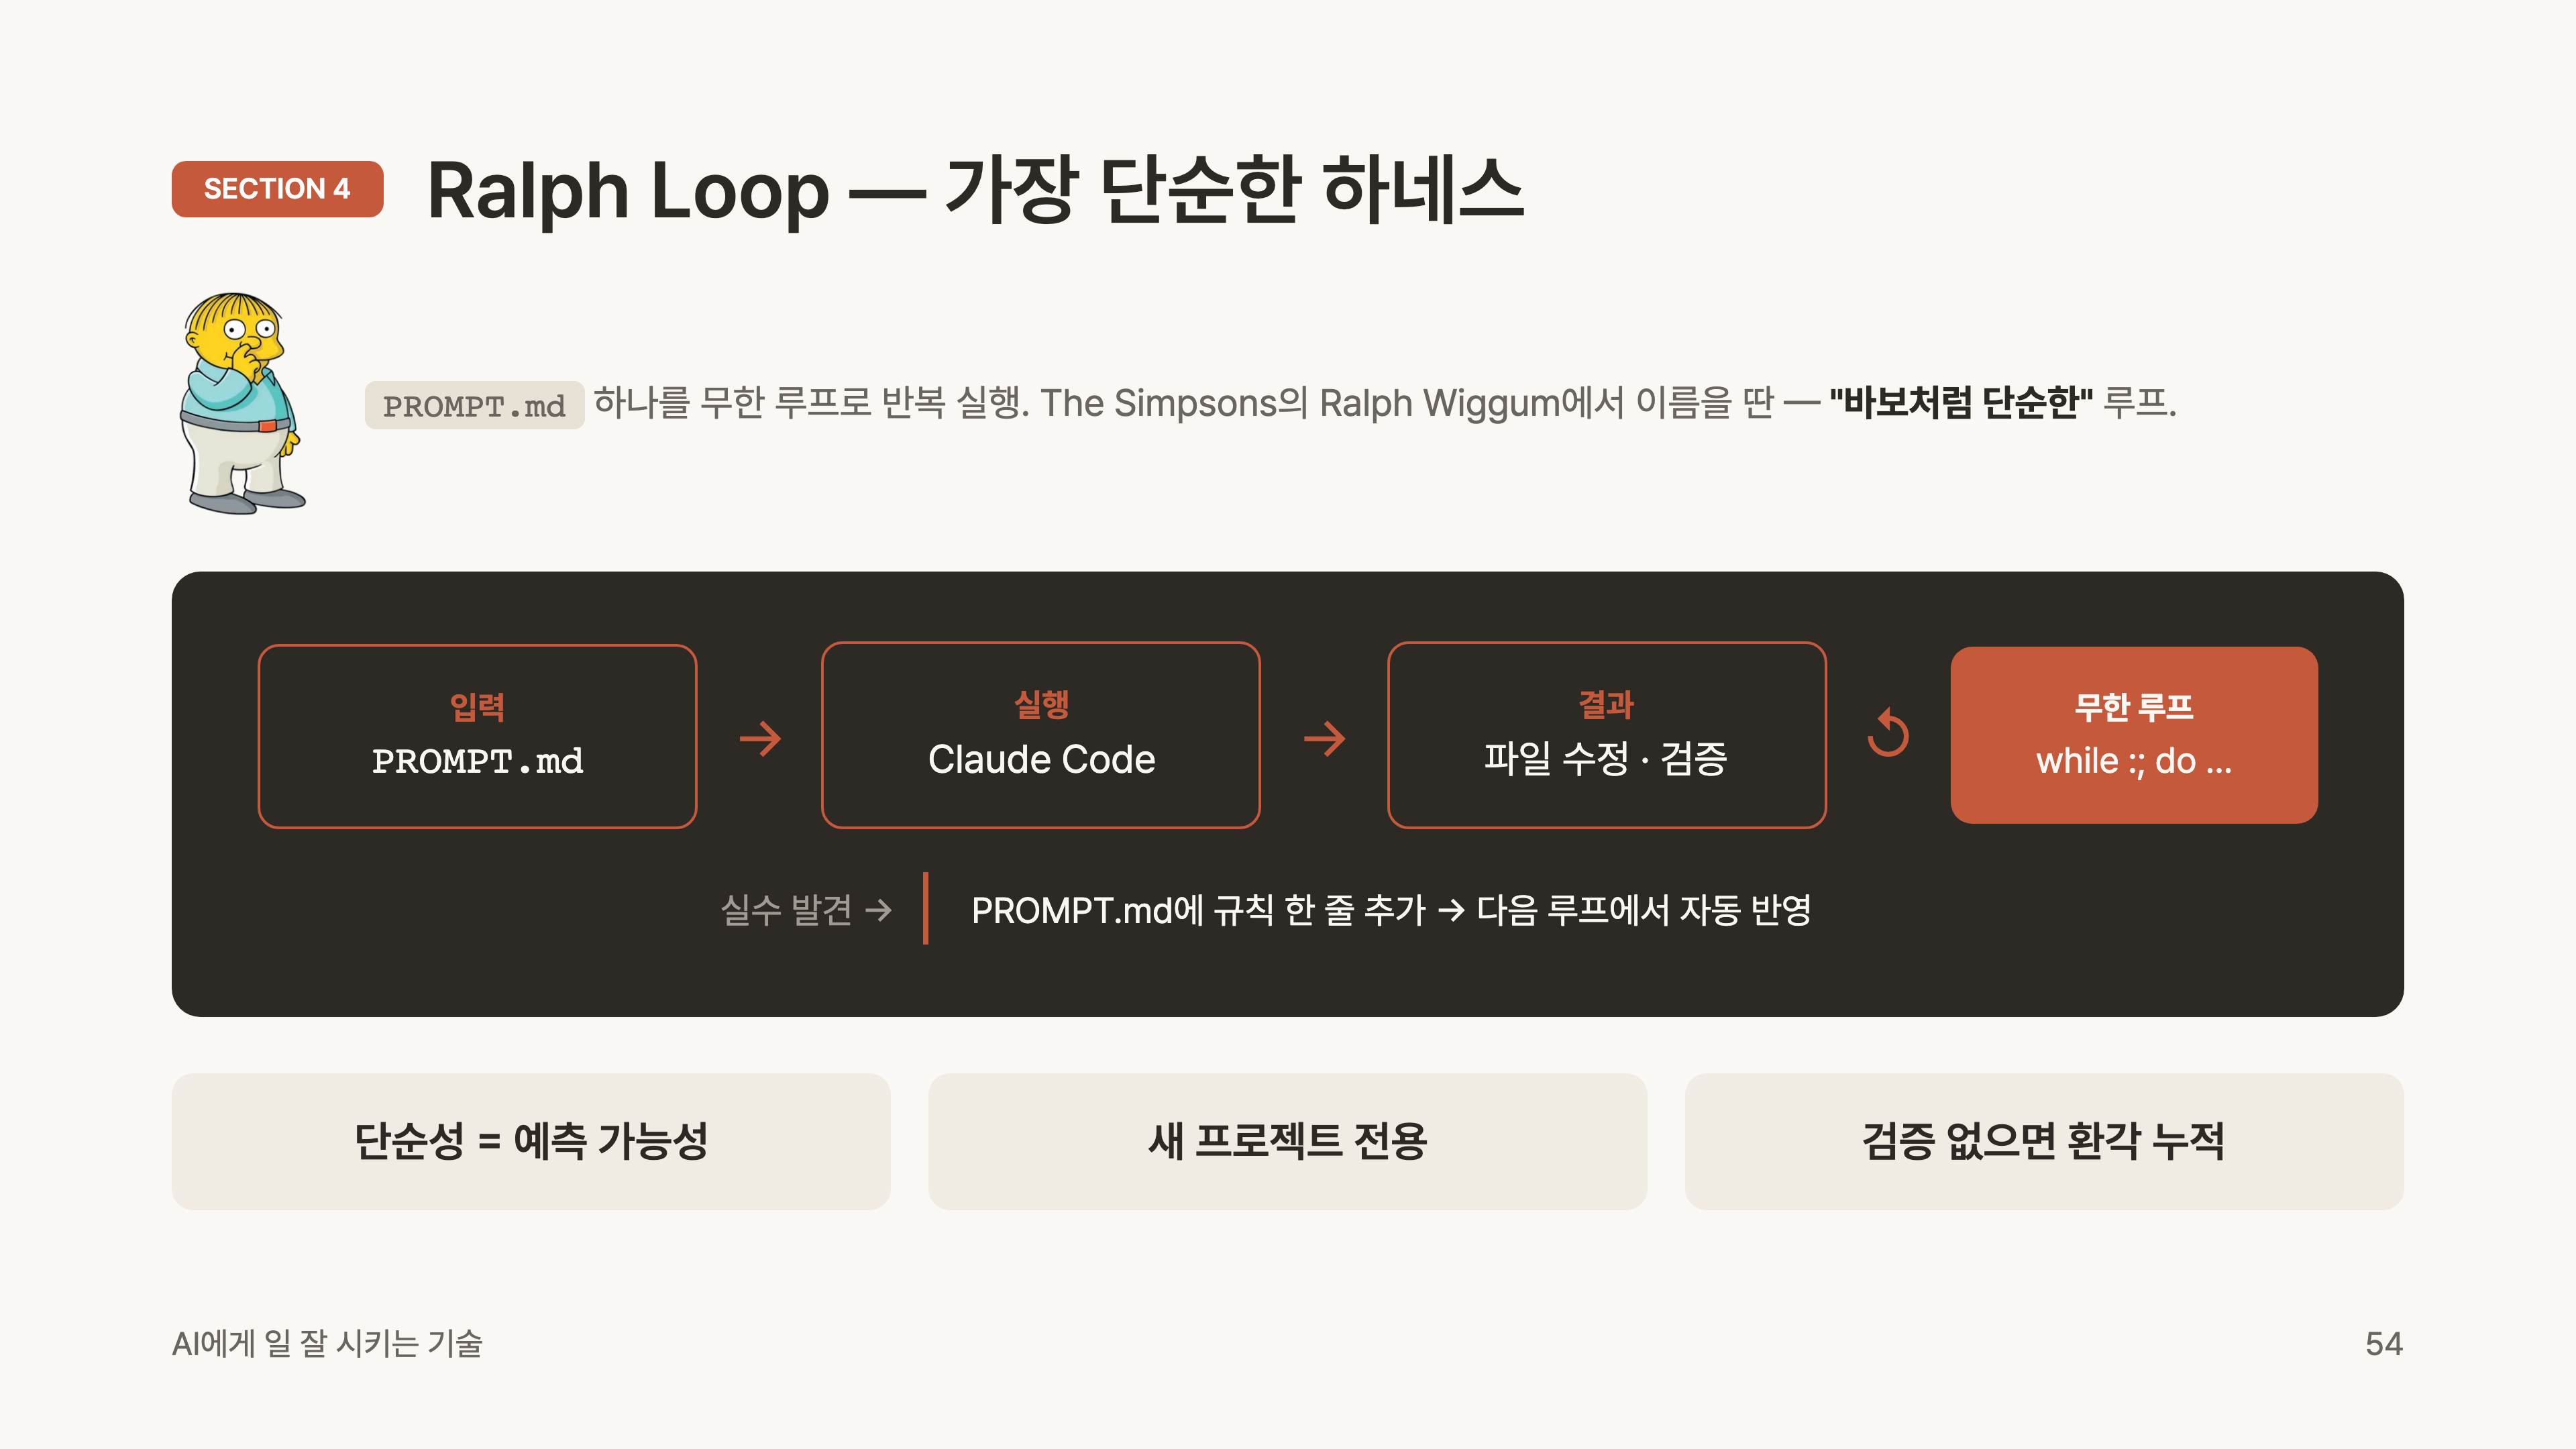 SECTION 4
Ralph Loop — 가장 단순한 하네스
PROMPT.md 하나를 무한 루프로 반복 실행. The Simpsons의 Ralph Wiggum에서 이름을 딴 — "바보처럼 단순한" 루프.
입력
PROMPT.md
→
실행
Claude Code
→
결과
파일 수정 · 검증
무한 루프
while :; do ...
실수 발견 →
PROMPT.md에 규칙 한 줄 추가 → 다음 루프에서 자동 반영
단순성 = 예측 가능성
새 프로젝트 전용
검증 없으면 환각 누적
AI에게 일 잘 시키는 기술
54